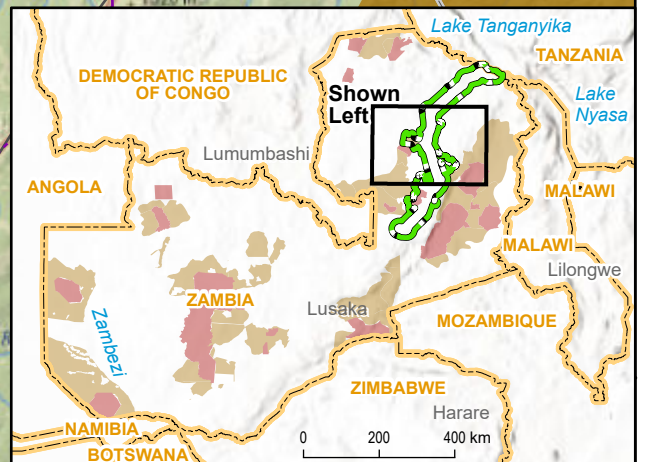 Lake Tanganyika
TANZANIA
DEMOCRATIC REPUBLIC
OF CONGO
Shown
Left
Lake
Nyasa
Lumumbashi
ANGOLA
MALAWI
MALAWI
Lilongwe
ZAMBIA
Lusaka
Zambezi
MOZAMBIQUE
ZIMBABWE
Harare
NAMIBIA
BOTSWANA
0 200 400 km